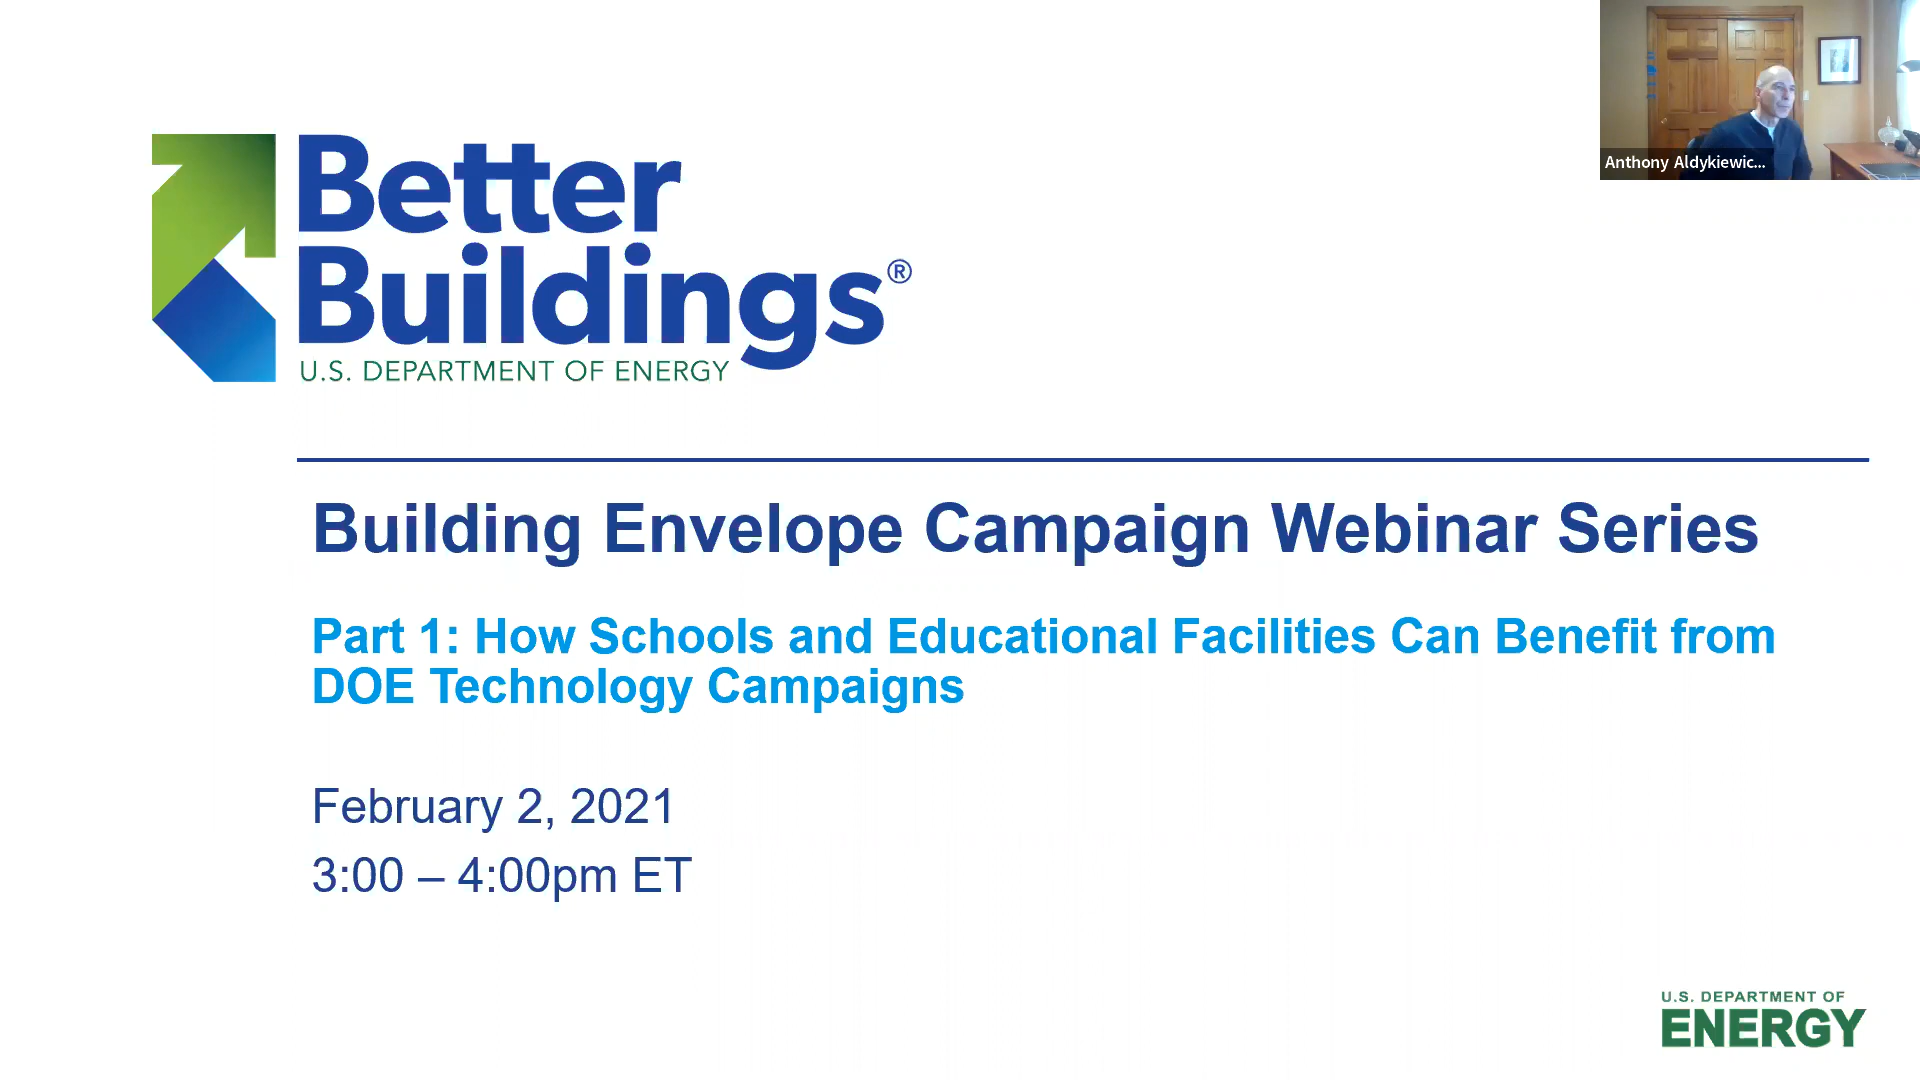 Better
Buildings®
U.S. DEPARTMENT OF ENERGY
Anthony Aldykiewic...
Building Envelope Campaign Webinar Series
Part 1: How Schools and Educational Facilities Can Benefit from
DOE Technology Campaigns
February 2, 2021
3:00 – 4:00pm ET
U.S. DEPARTMENT OF
ENERGY